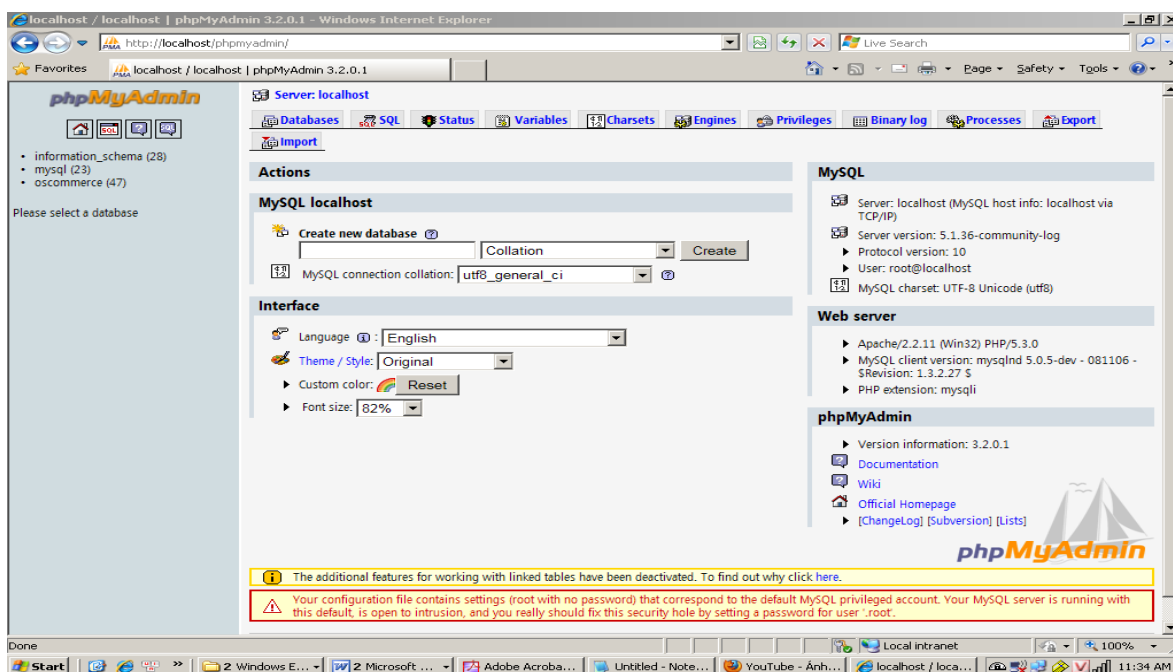 localhost / localhost | phpMyAdmin 3.2.0.1 - Windows Internet Explorer
http://localhost/phpmyadmin/
Live Search
Favorites
localhost / localhost | phpMyAdmin 3.2.0.1
Page
Safety
Tools
phpMyAdmin
SQL
information_schema (28)
mysql (23)
oscommerce (47)
Please select a database
Server: localhost
Databases SQL Status Variables Charsets Engines Privileges Binary log Processes Export
Import
Actions
MySQL localhost
Create new database
Collation
Create
MySQL connection collation: utf8_general_ci
Interface
Language : English
Theme / Style: Original
Custom color: Reset
Font size: 82%
MySQL
Server: localhost (MySQL host info: localhost via
TCP/IP)
Server version: 5.1.36-community-log
Protocol version: 10
User: root@localhost
MySQL charset: UTF-8 Unicode (utf8)
Web server
Apache/2.2.11 (Win32) PHP/5.3.0
MySQL client version: mysqlnd 5.0.5-dev - 081106 -
$Revision: 1.3.2.27 $
PHP extension: mysqli
phpMyAdmin
Version information: 3.2.0.1
Documentation
Wiki
Official Homepage
[ChangeLog] [Subversion] [Lists]
phpMyAdmin
The additional features for working with linked tables have been deactivated. To find out why click here.
Your configuration file contains settings (root with no password) that correspond to the default MySQL privileged account. Your MySQL server is running with
this default, is open to intrusion, and you really should fix this security hole by setting a password for user '.root'.
Done
Local intranet
100%
Start
2 Windows E...
2 Microsoft ...
Adobe Acroba...
Untitled - Note...
YouTube - Ánh...
localhost / loca...
11:34 AM